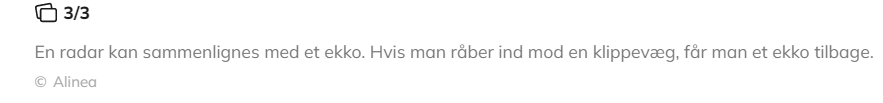 3/3
En radar kan sammenlignes med et ekko. Hvis man råber ind mod en klippevæg, får man et ekko tilbage.
© Alinea